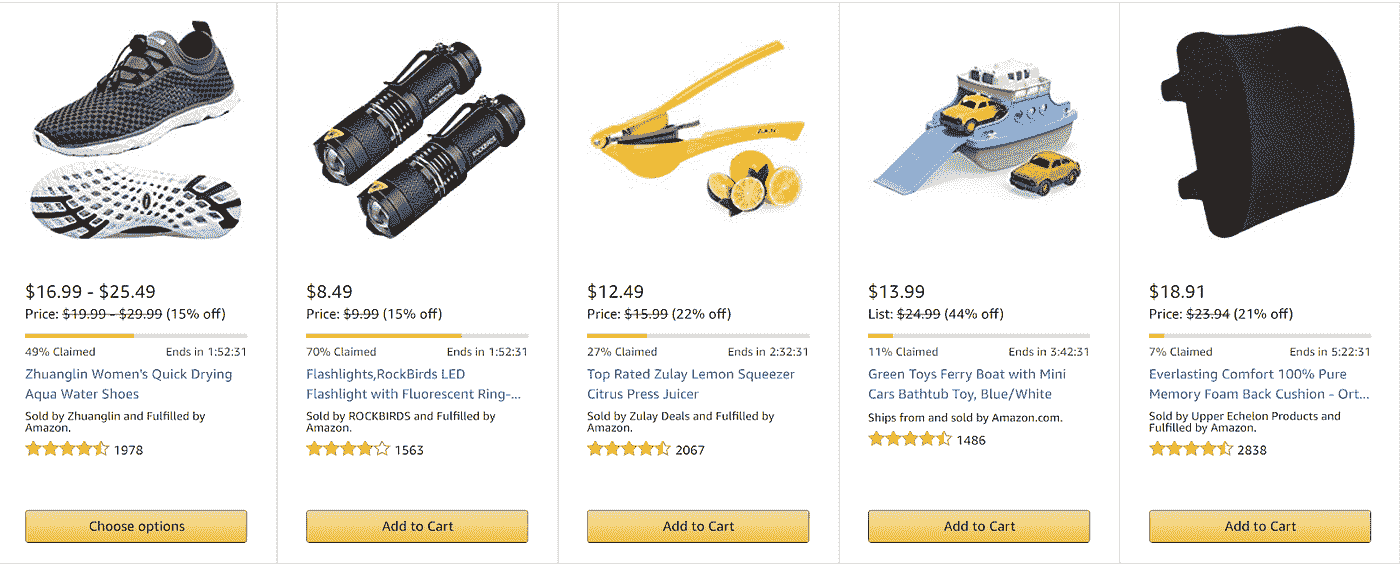 $16.99 - $25.49
Price: $19.99 - $29.99 (15% off)
49% Claimed Ends in 1:52:31
Zhuanglin Women's Quick Drying
Aqua Water Shoes
Sold by Zhuanglin and Fulfilled by
Amazon.
1978
Choose options
ROCKBIRDS
ROCKBIRDS
$8.49
Price: $9.99 (15% off)
70% Claimed Ends in 1:52:31
Flashlights,RockBirds LED
Flashlight with Fluorescent Ring-...
Sold by ROCKBIRDS and Fulfilled by
Amazon.
1563
Add to Cart
ZULAY
$12.49
Price: $15.99 (22% off)
27% Claimed Ends in 2:32:31
Top Rated Zulay Lemon Squeezer
Citrus Press Juicer
Sold by Zulay Deals and Fulfilled by
Amazon.
2067
Add to Cart
$13.99
List: $24.99 (44% off)
11% Claimed Ends in 3:42:31
Green Toys Ferry Boat with Mini
Cars Bathtub Toy, Blue/White
Ships from and sold by Amazon.com.
1486
Add to Cart
$18.91
Price: $23.94 (21% off)
7% Claimed Ends in 5:22:31
Everlasting Comfort 100% Pure
Memory Foam Back Cushion - Ort...
Sold by Upper Echelon Products and
Fulfilled by Amazon.
2838
Add to Cart